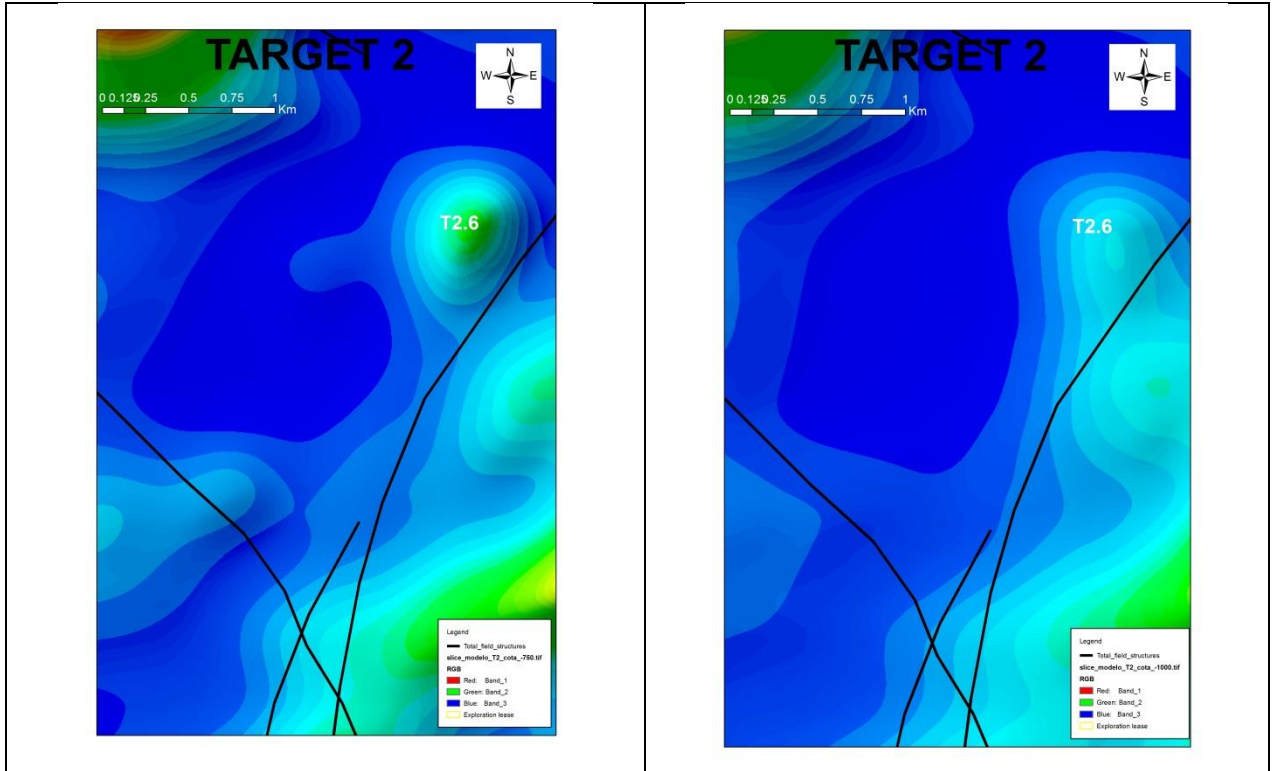 TARGET 2
N
W E
S
0 0.125 0.25 0.5 0.75 1
Km
T2.6
Legend
Total_field_structures
slice_modelo_T2_cota_-750.tif
RGB
Red: Band_1
Green: Band_2
Blue: Band_3
Exploration lease
TARGET 2
N
W E
S
0 0.125 0.25 0.5 0.75 1
Km
T2.6
Legend
Total_field_structures
slice_modelo_T2_cota_-1000.tif
RGB
Red: Band_1
Green: Band_2
Blue: Band_3
Exploration lease